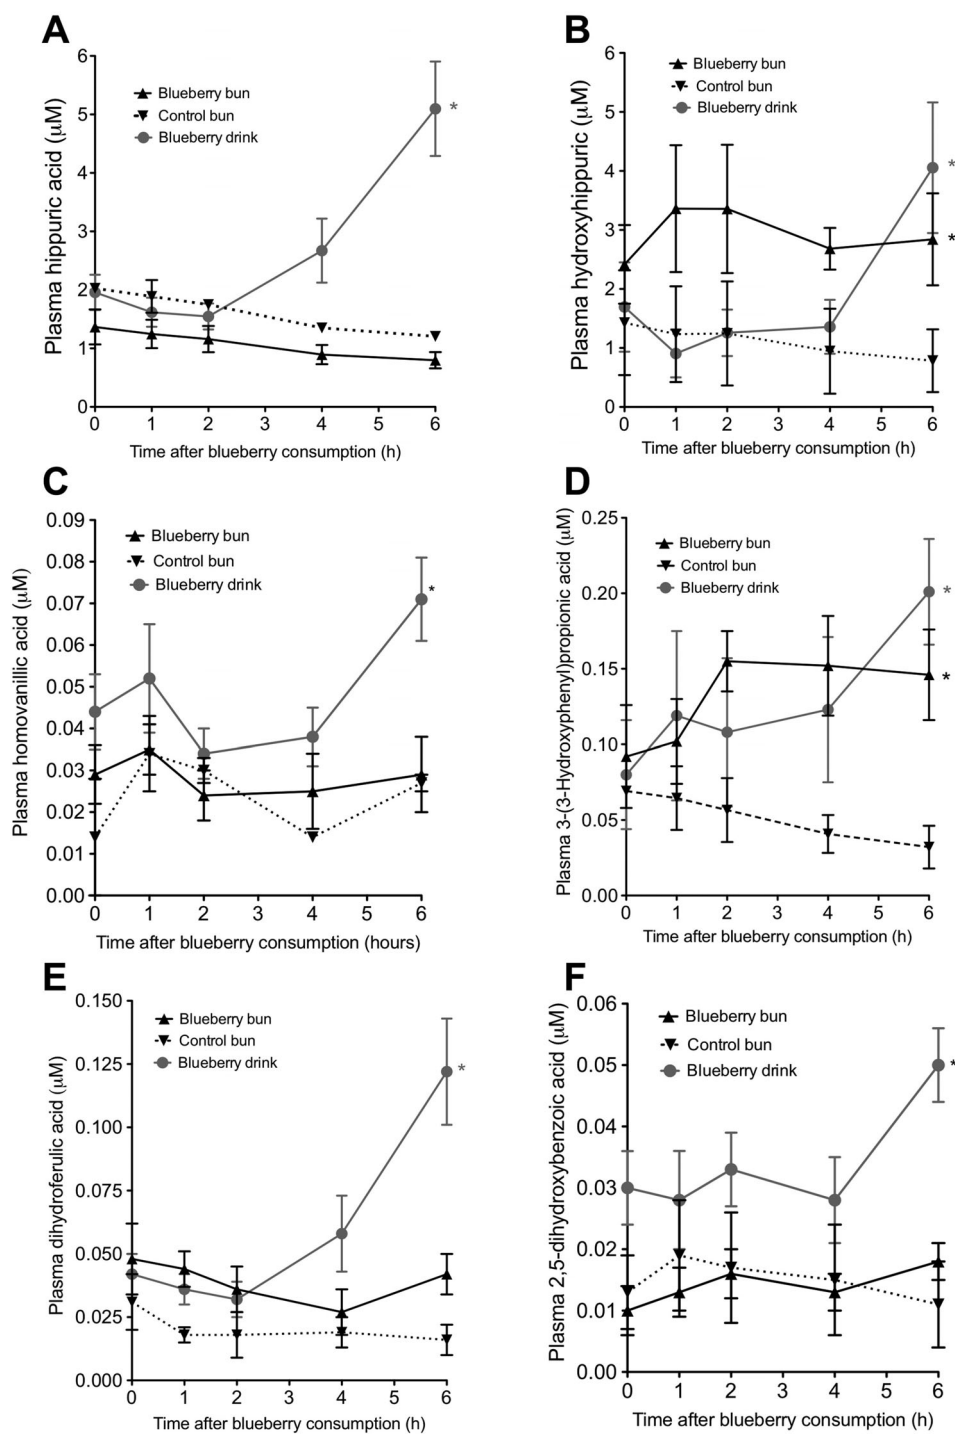 A
Plasma hippuric acid (μM)
6
5
4
3
2
1
0
Blueberry bun
Control bun
Blueberry drink
*
0 1 2 3 4 5 6
Time after blueberry consumption (h)
B
Plasma hydroxyhippuric (μM)
6
5
4
3
2
1
0
Blueberry bun
Control bun
Blueberry drink
*
*
0 1 2 3 4 5 6
Time after blueberry consumption (h)
C
Plasma homovanillic acid (μM)
0.09
0.08
0.07
0.06
0.05
0.04
0.03
0.02
0.01
0.00
Blueberry bun
Control bun
Blueberry drink
*
0 1 2 3 4 5 6
Time after blueberry consumption (hours)
D
Plasma 3-(3-Hydroxyphenyl)propionic acid (μM)
0.25
0.20
0.15
0.10
0.05
0.00
Blueberry bun
Control bun
Blueberry drink
*
*
0 1 2 3 4 5 6
Time after blueberry consumption (h)
E
Plasma dihydroferulic acid (μM)
0.150
0.125
0.100
0.075
0.050
0.025
0.000
Blueberry bun
Control bun
Blueberry drink
*
0 1 2 3 4 5 6
Time after blueberry consumption (h)
F
Plasma 2,5-dihydroxybenzoic acid (μM)
0.06
0.05
0.04
0.03
0.02
0.01
0.00
Blueberry bun
Control bun
Blueberry drink
*
0 1 2 3 4 5 6
Time after blueberry consumption (h)